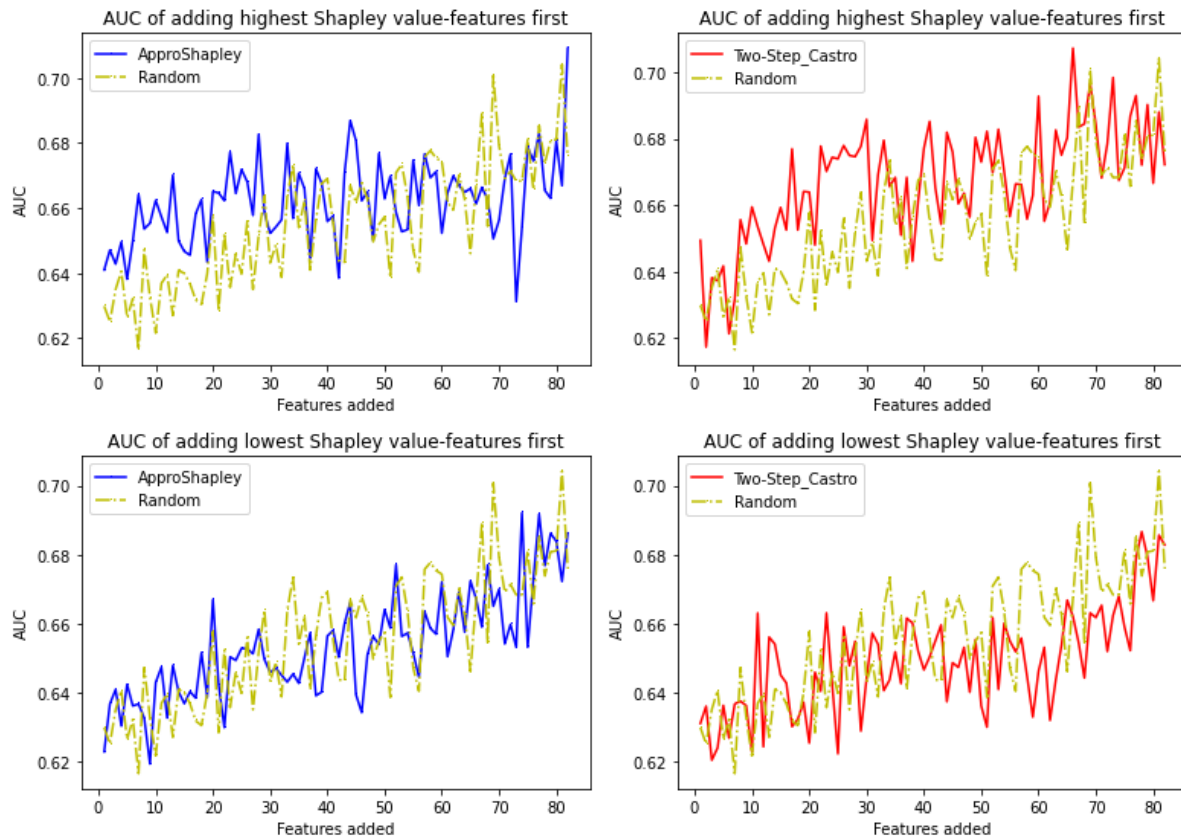 AUC of adding highest Shapley value-features first
ApproShapley
Random
AUC
0.70
0.68
0.66
0.64
0.62
0 10 20 30 40 50 60 70 80
Features added
AUC of adding highest Shapley value-features first
Two-Step_Castro
Random
AUC
0.70
0.68
0.66
0.64
0.62
0 10 20 30 40 50 60 70 80
Features added
AUC of adding lowest Shapley value-features first
ApproShapley
Random
AUC
0.70
0.68
0.66
0.64
0.62
0 10 20 30 40 50 60 70 80
Features added
AUC of adding lowest Shapley value-features first
Two-Step_Castro
Random
AUC
0.70
0.68
0.66
0.64
0.62
0 10 20 30 40 50 60 70 80
Features added